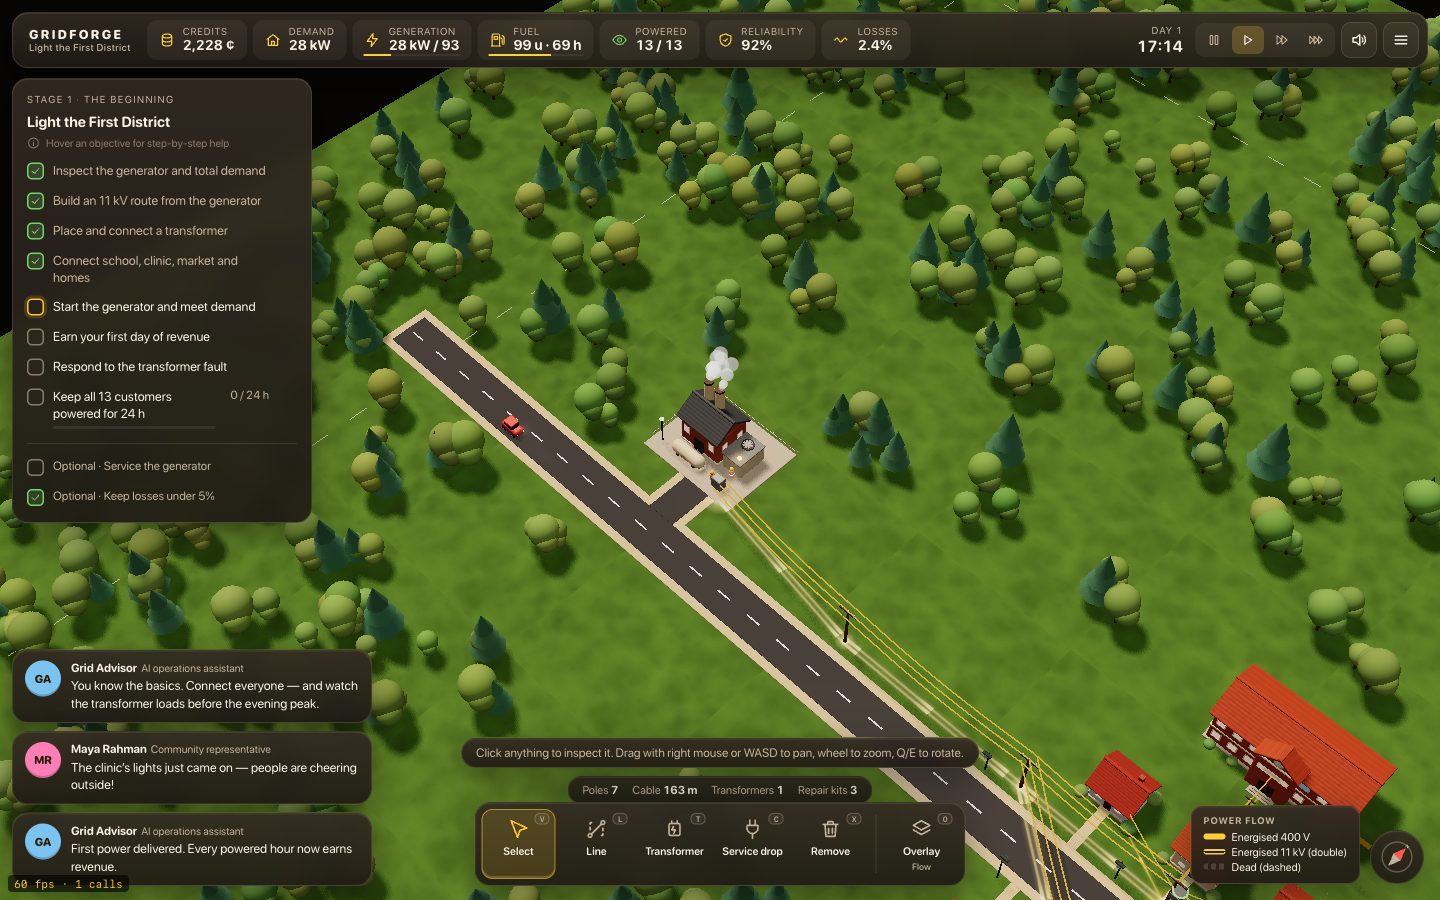 GRIDFORGE
Light the First District
CREDITS
2,228 ¢
DEMAND
28 kW
GENERATION
28 kW / 93
FUEL
99 u · 69 h
POWERED
13 / 13
RELIABILITY
92%
LOSSES
2.4%
DAY 1
17:14
STAGE 1 · THE BEGINNING
Light the First District
Hover an objective for step-by-step help
Inspect the generator and total demand
Build an 11 kV route from the generator
Place and connect a transformer
Connect school, clinic, market and
homes
Start the generator and meet demand
Earn your first day of revenue
Respond to the transformer fault
Keep all 13 customers
powered for 24 h
0 / 24 h
Optional · Service the generator
Optional · Keep losses under 5%
GA
Grid Advisor AI operations assistant
You know the basics. Connect everyone — and watch
the transformer loads before the evening peak.
MR
Maya Rahman Community representative
The clinic's lights just came on — people are cheering
outside!
GA
Grid Advisor AI operations assistant
First power delivered. Every powered hour now earns
revenue.
60 fps · 1 calls
Click anything to inspect it. Drag with right mouse or WASD to pan, wheel to zoom, Q/E to rotate.
Poles 7 Cable 163 m Transformers 1 Repair kits 3
V
Select
L
Line
T
Transformer
C
Service drop
X
Remove
O
Overlay
Flow
POWER FLOW
Energised 400 V
Energised 11 kV (double)
Dead (dashed)